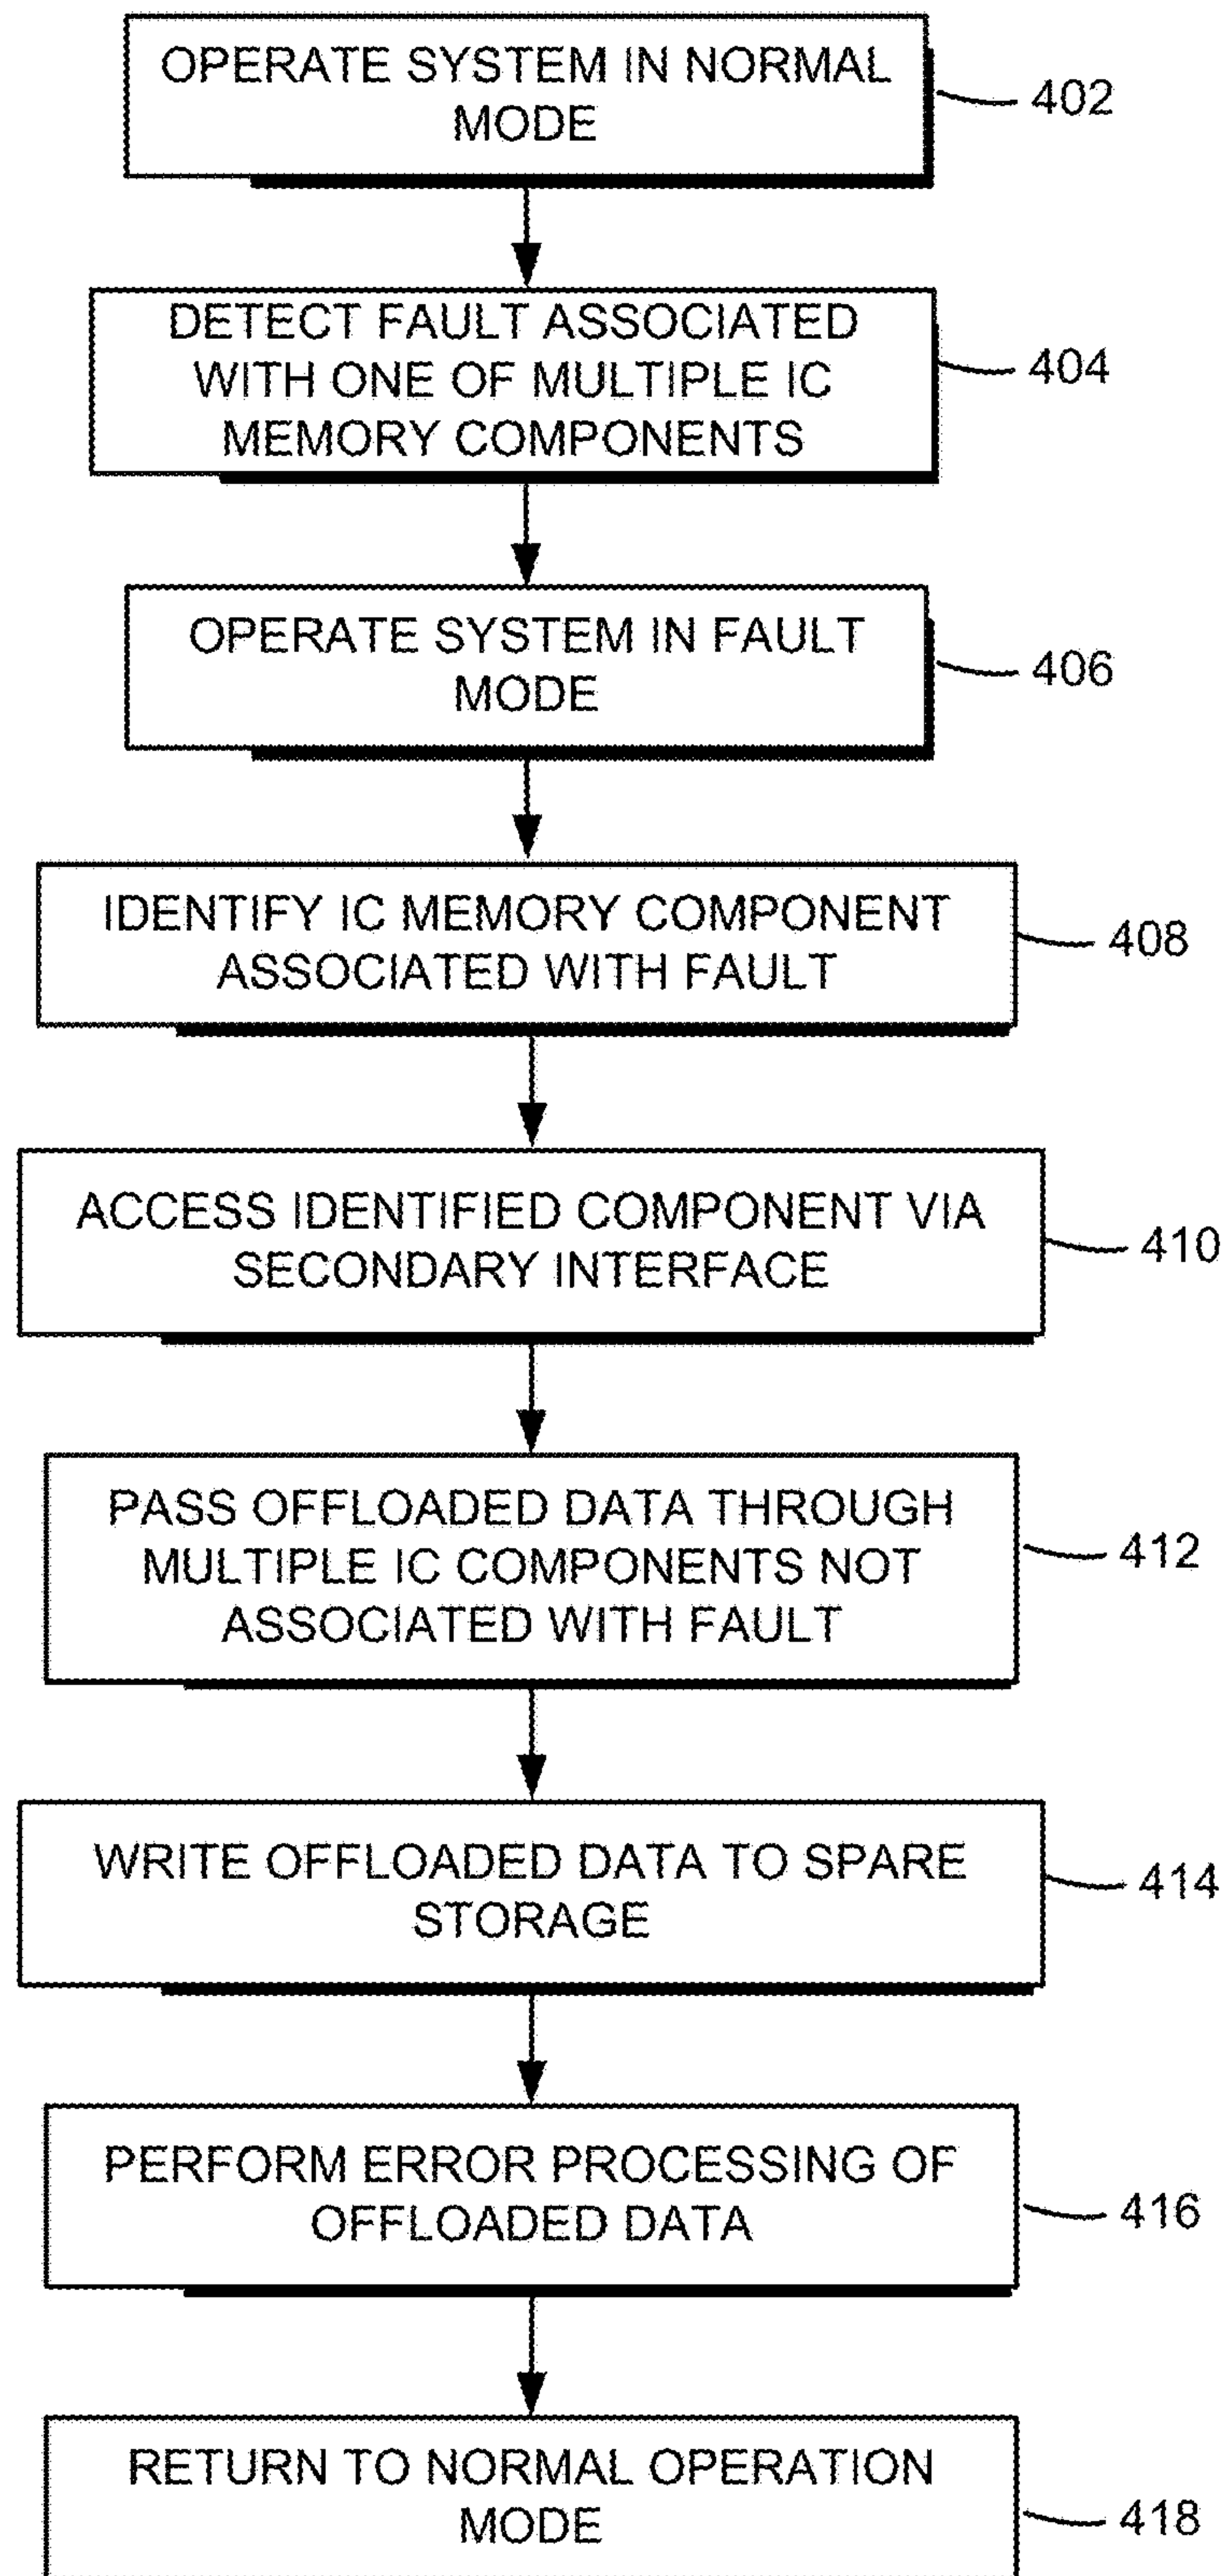 OPERATE SYSTEM IN NORMAL
MODE
402
DETECT FAULT ASSOCIATED
WITH ONE OF MULTIPLE IC
MEMORY COMPONENTS
404
OPERATE SYSTEM IN FAULT
MODE
406
IDENTIFY IC MEMORY COMPONENT
ASSOCIATED WITH FAULT
408
ACCESS IDENTIFIED COMPONENT VIA
SECONDARY INTERFACE
410
PASS OFFLOADED DATA THROUGH
MULTIPLE IC COMPONENTS NOT
ASSOCIATED WITH FAULT
412
WRITE OFFLOADED DATA TO SPARE
STORAGE
414
PERFORM ERROR PROCESSING OF
OFFLOADED DATA
416
RETURN TO NORMAL OPERATION
MODE
418